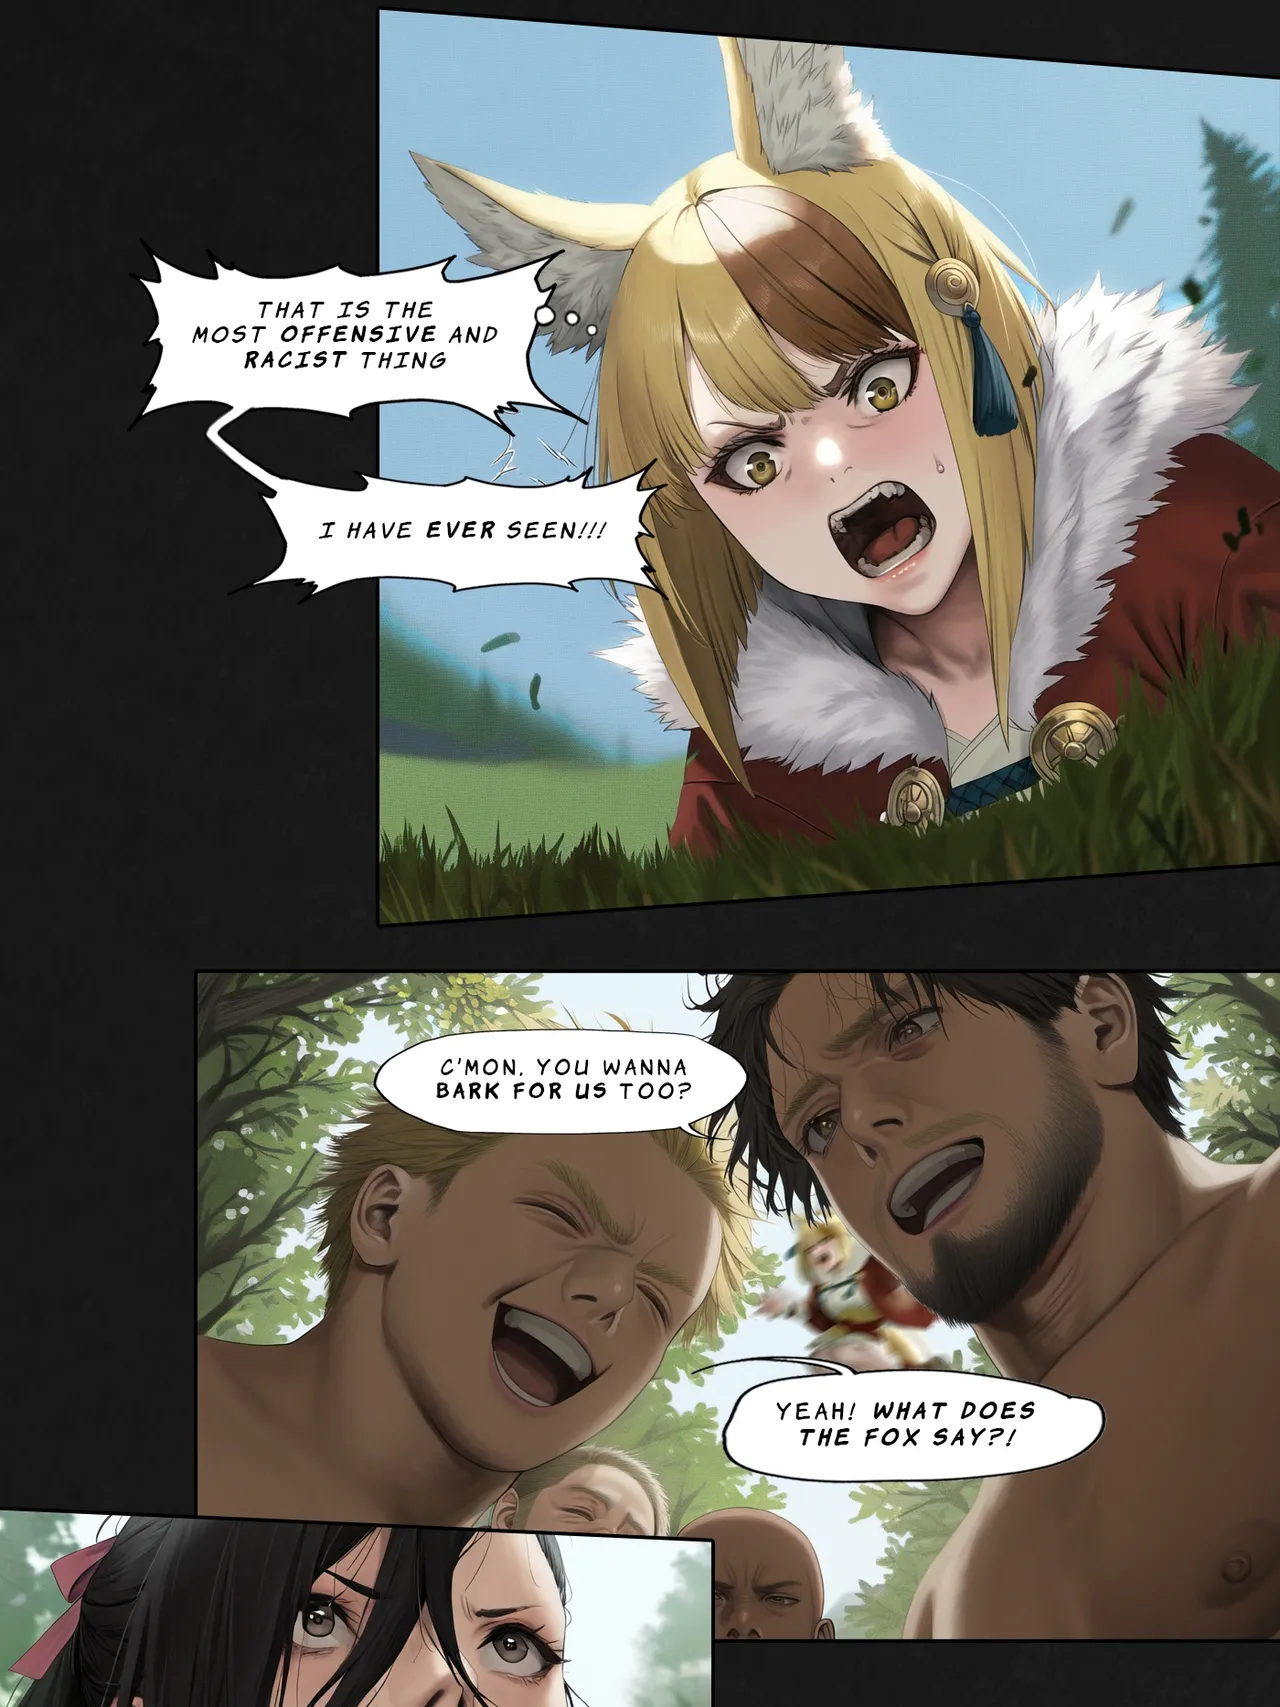 THAT IS THE
MOST OFFENSIVE AND
RACIST THING
I HAVE EVER SEEN!!!
C'MON, YOU WANNA
BARK FOR US TOO?
YEAH! WHAT DOES
THE FOX SAY?!